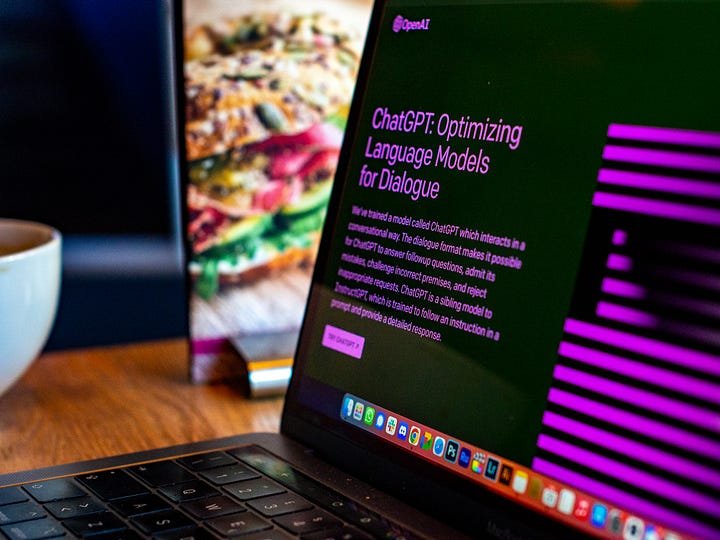 OpenAI
ChatGPT: Optimizing
Language Models
for Dialogue
We've trained a model called ChatGPT which interacts in a
conversational way. The dialogue format makes it possible
for ChatGPT to answer followup questions, admit its
mistakes, challenge incorrect premises, and reject
inappropriate requests. ChatGPT is a sibling model to
InstructGPT, which is trained to follow an instruction in a
prompt and provide a detailed response.
TRY CHATGPT ↗
Ps
Lr
Ai